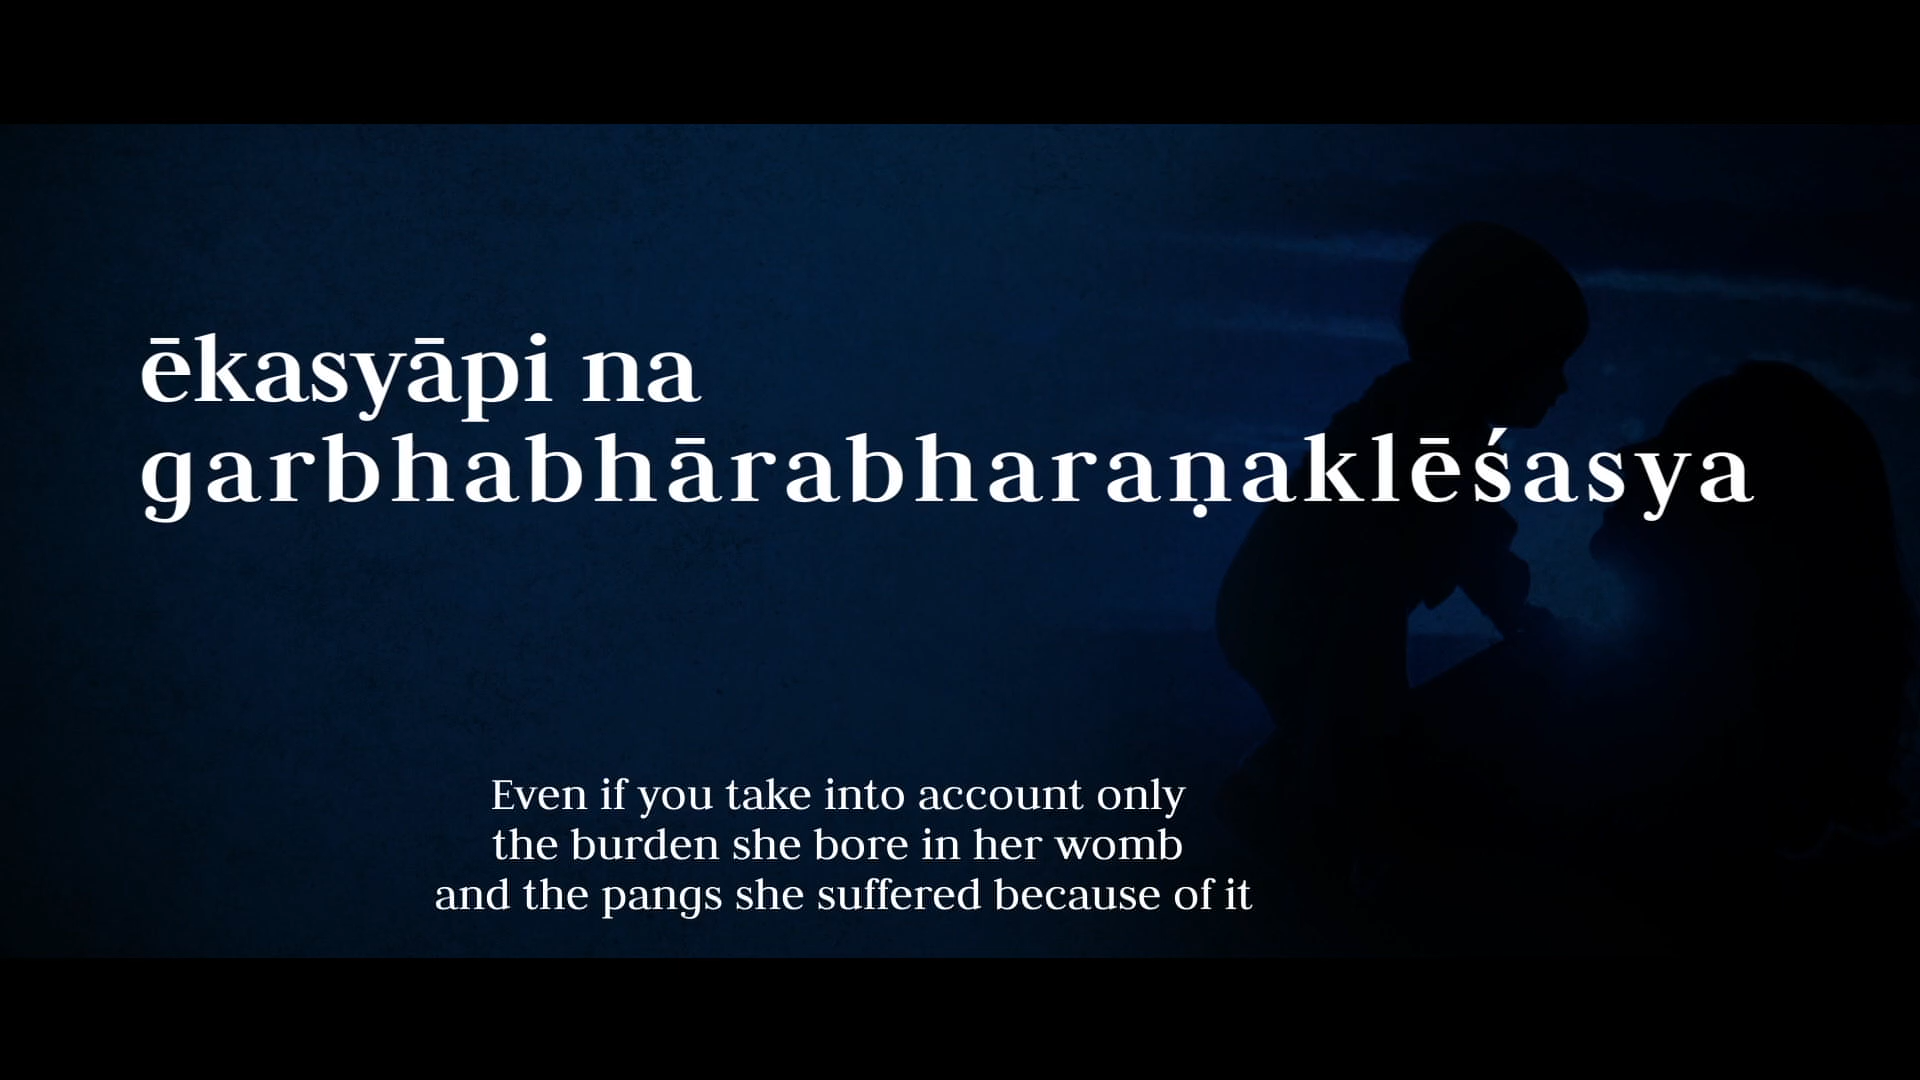 ēkasyāpi na
garbhabhārabharaṇaklēśasya
Even if you take into account only
the burden she bore in her womb
and the pangs she suffered because of it